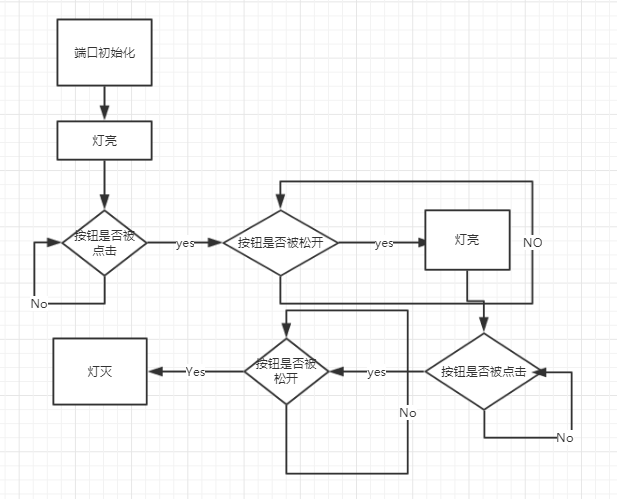 端口初始化
灯亮
按钮是否被
点击
No
yes
按钮是否被松开
yes
灯亮
NO
灯灭
Yes
按钮是否被
松开
No
yes
按钮是否被点击
No